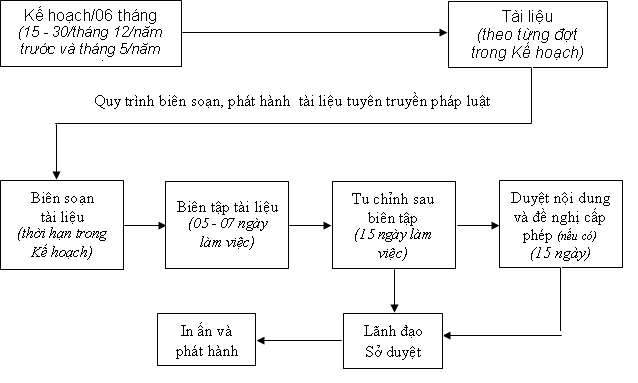 Kế hoạch/06 tháng
(15 - 30/tháng 12/năm
trước và tháng 5/năm
Tài liệu
(theo từng đợt
trong Kế hoạch)
Quy trình biên soạn, phát hành tài liệu tuyên truyền pháp luật
Biên soạn
tài liệu
(thời hạn trong
Kế hoạch)
Biên tập tài liệu
(05 - 07 ngày
làm việc)
Tu chỉnh sau
biên tập
(15 ngày làm
việc)
Duyệt nội dung
và đề nghị cấp
phép (nếu có)
(15 ngày)
In ấn và
phát hành
Lãnh đạo
Sở duyệt